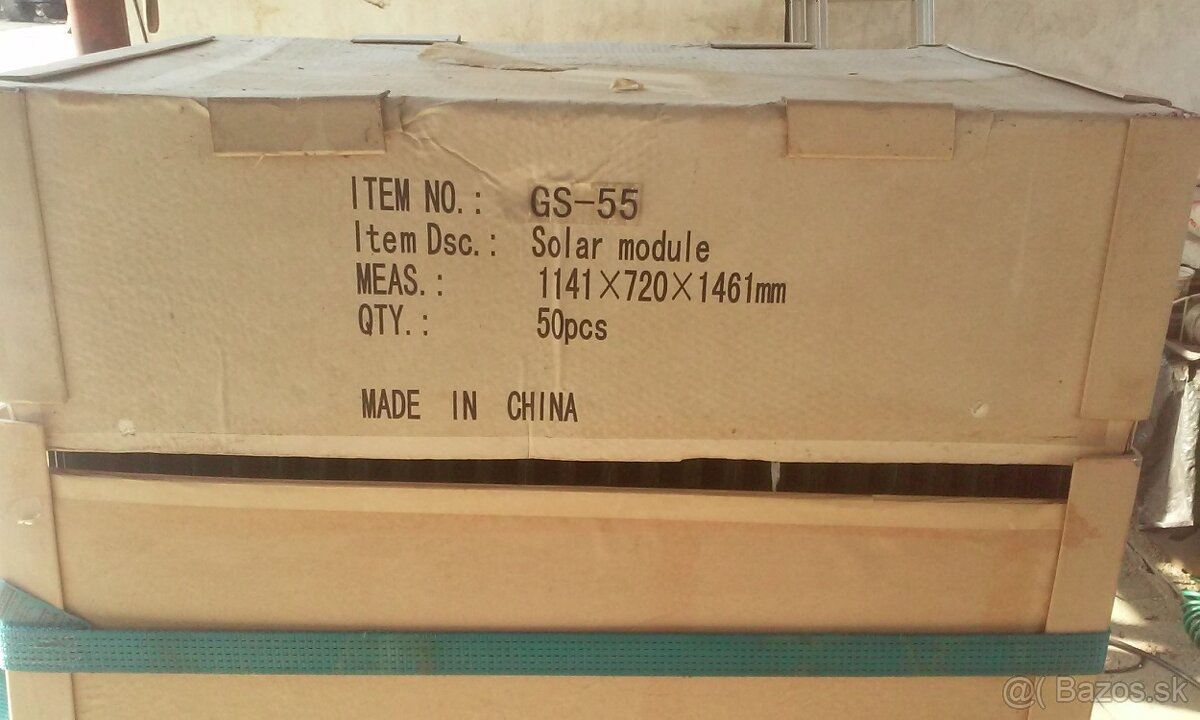 ITEM NO.: GS-55
Item Dsc.: Solar module
MEAS.: 1141×720×1461mm
QTY.: 50pcs
MADE IN CHINA
@( Bazos.sk